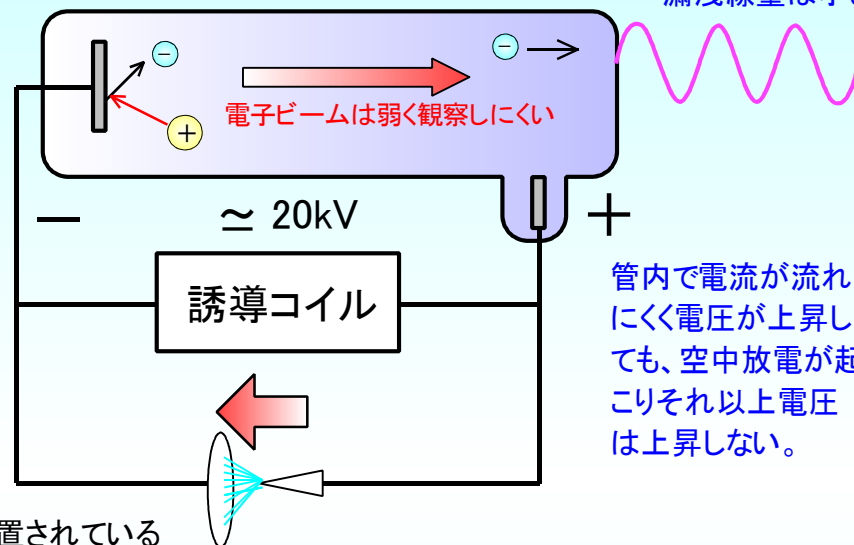 漏洩線量は小
−
電子ビームは弱く観察しにくい
+
− ≃ 20kV +
誘導コイル
管内で電流が流れ
にくく電圧が上昇し
ても、空中放電が起
こりそれ以上電圧
は上昇しない。
置されている